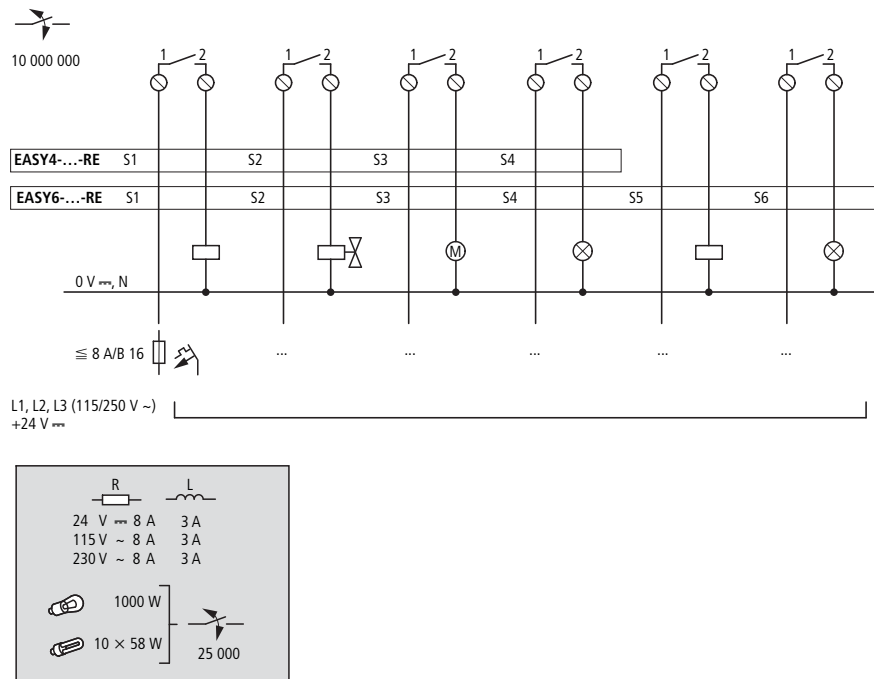 10 000 000
1 2 1 2 1 2 1 2 1 2 1 2
EASY4-...-RE S1 S2 S3 S4
EASY6-...-RE S1 S2 S3 S4 S5 S6
M
0 V ⎓, N
≦ 8 A/B 16 ... ... ... ... ...
L1, L2, L3 (115/250 V ~)
+24 V ⎓
R L
24 V ⎓ 8 A 3 A
115 V ~ 8 A 3 A
230 V ~ 8 A 3 A
1000 W
10 × 58 W
25 000